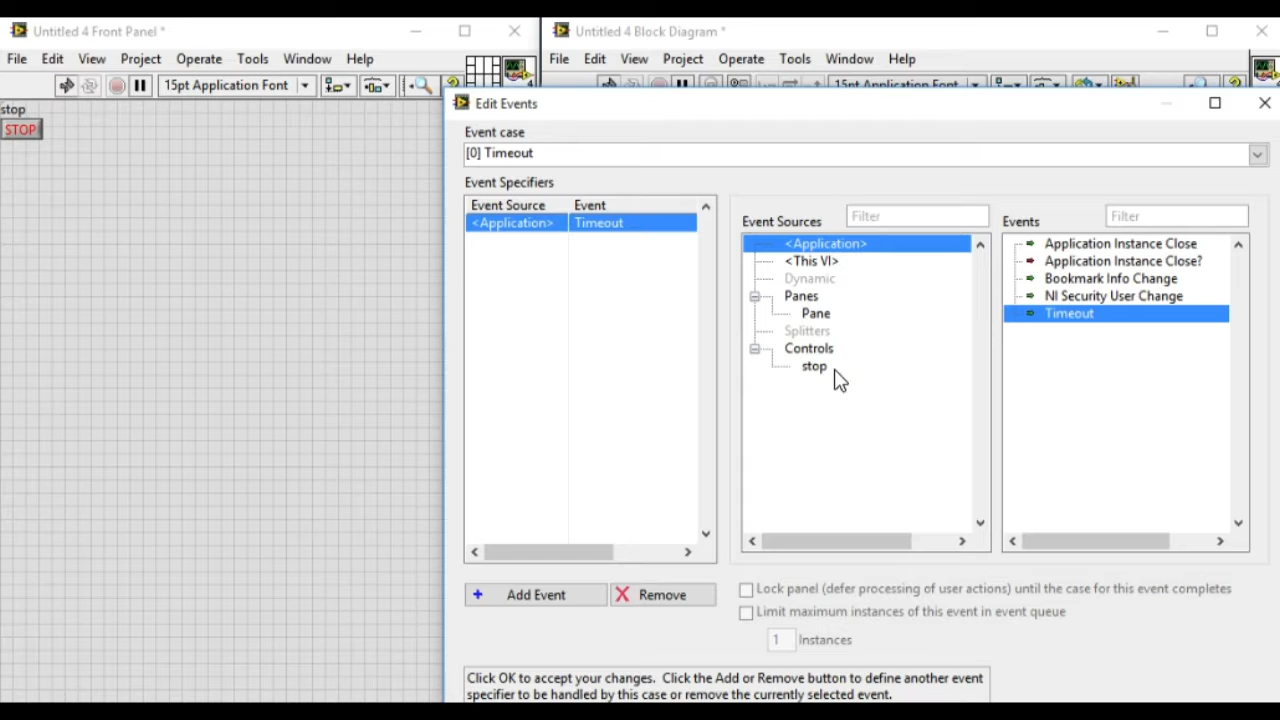 Untitled 4 Front Panel *
File Edit View Project Operate Tools Window Help
15pt Application Font
stop
STOP
Untitled 4 Block Diagram *
File Edit View Project Operate Tools Window Help
15pt Application Font
Edit Events
Event case
[0] Timeout
Event Specifiers
Event Source Event
<Application> Timeout
Add Event
Remove
Event Sources Filter
<Application>
<This VI>
Dynamic
Panes
Pane
Splitters
Controls
stop
Events Filter
Application Instance Close
Application Instance Close?
Bookmark Info Change
NI Security User Change
Timeout
Lock panel (defer processing of user actions) until the case for this event completes
Limit maximum instances of this event in event queue
1 Instances
Click OK to accept your changes. Click the Add or Remove button to define another event
specifier to be handled by this case or remove the currently selected event.